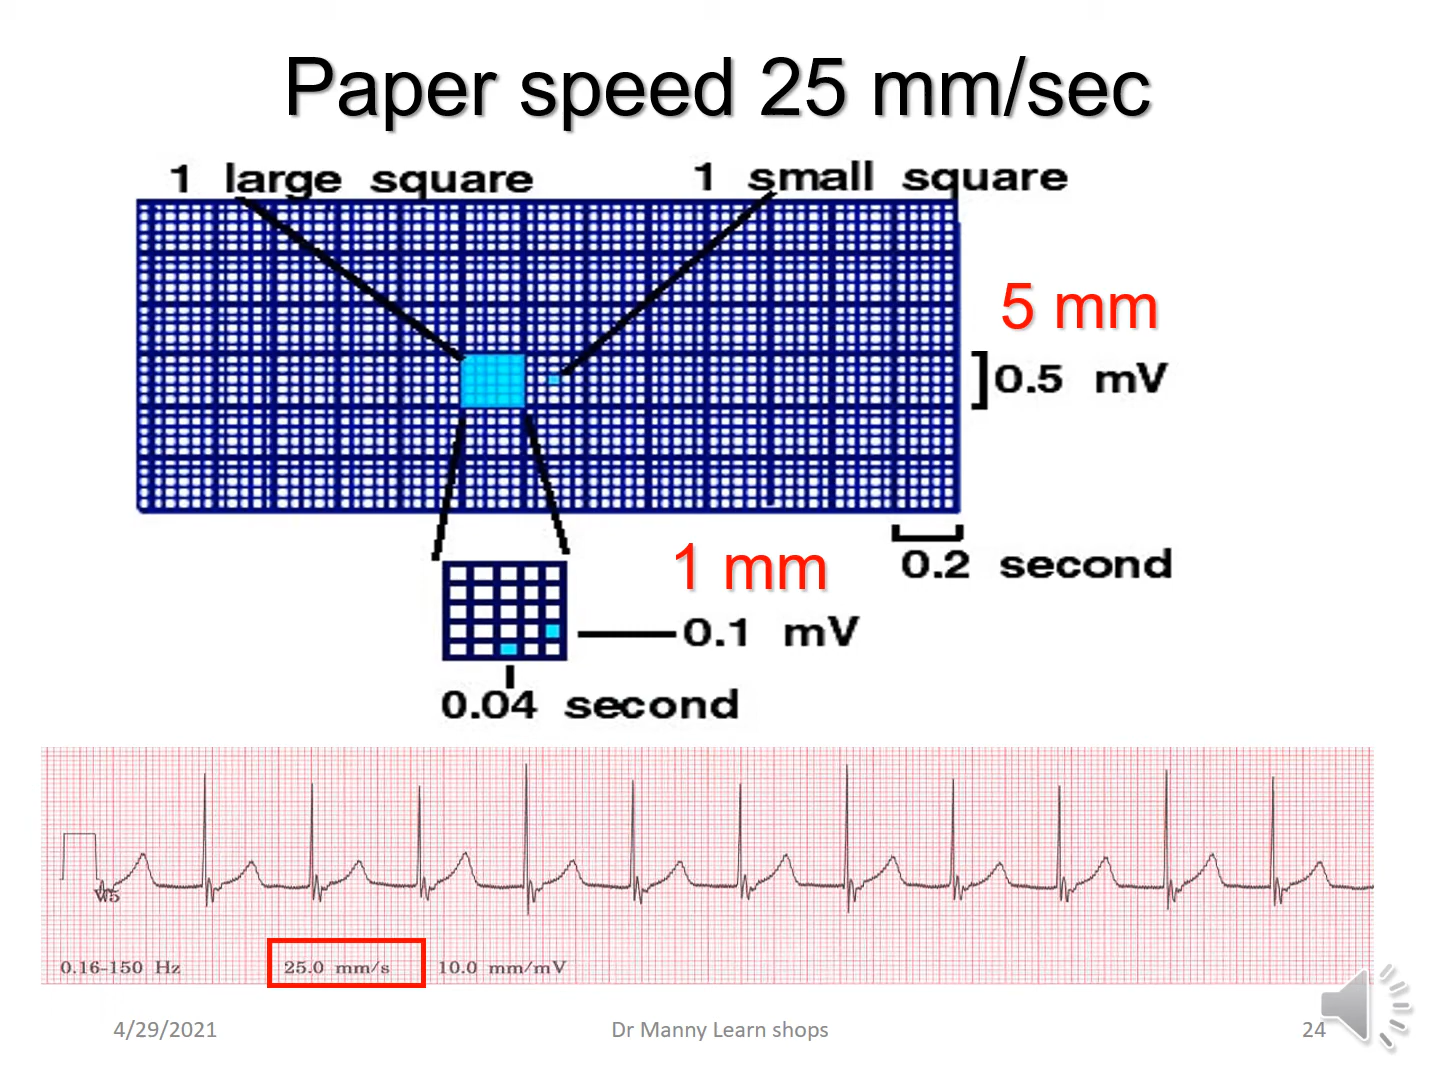 Paper speed 25 mm/sec
1 large square
1 small square
5 mm
0.5 mV
1 mm
0.2 second
0.1 mV
0.04 second
V5
0.16-150 Hz
25.0 mm/s
10.0 mm/mV
4/29/2021
Dr Manny Learn shops
24